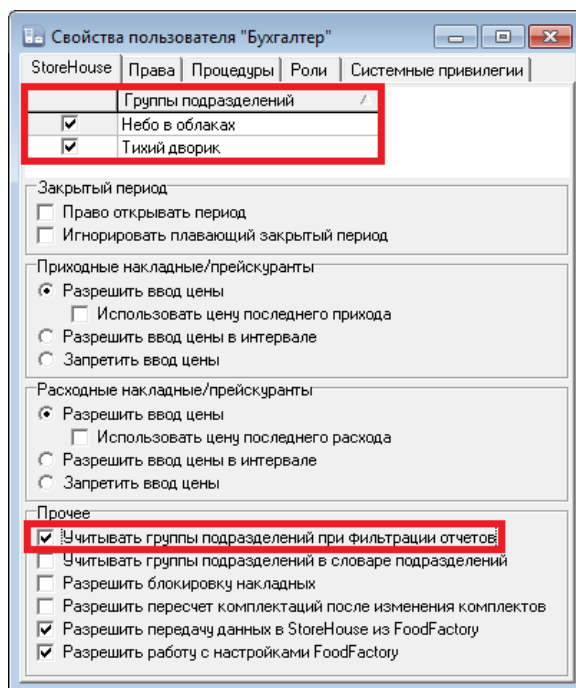 Свойства пользователя "Бухгалтер"
StoreHouse Права Процедуры Роли Системные привилегии
Группы подразделений
Небо в облаках
Тихий дворик
Закрытый период
Право открывать период
Игнорировать плавающий закрытый период
Приходные накладные/прейскуранты
Разрешить ввод цены
Использовать цену последнего прихода
Разрешить ввод цены в интервале
Запретить ввод цены
Расходные накладные/прейскуранты
Разрешить ввод цены
Использовать цену последнего расхода
Разрешить ввод цены в интервале
Запретить ввод цены
Прочее
Учитывать группы подразделений при фильтрации отчетов
Учитывать группы подразделений в словаре подразделений
Разрешить блокировку накладных
Разрешить пересчет комплектаций после изменения комплектов
Разрешить передачу данных в StoreHouse из FoodFactory
Разрешить работу с настройками FoodFactory